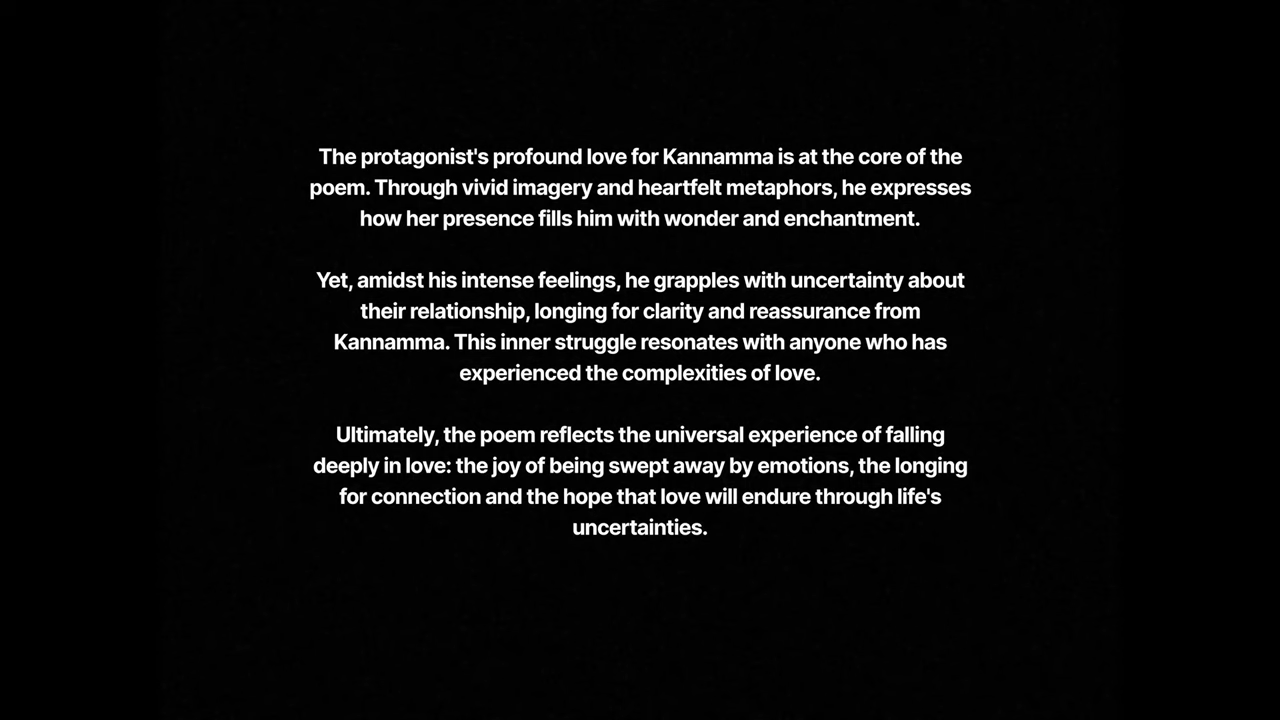 The protagonist's profound love for Kannamma is at the core of the
poem. Through vivid imagery and heartfelt metaphors, he expresses
how her presence fills him with wonder and enchantment.
Yet, amidst his intense feelings, he grapples with uncertainty about
their relationship, longing for clarity and reassurance from
Kannamma. This inner struggle resonates with anyone who has
experienced the complexities of love.
Ultimately, the poem reflects the universal experience of falling
deeply in love: the joy of being swept away by emotions, the longing
for connection and the hope that love will endure through life's
uncertainties.